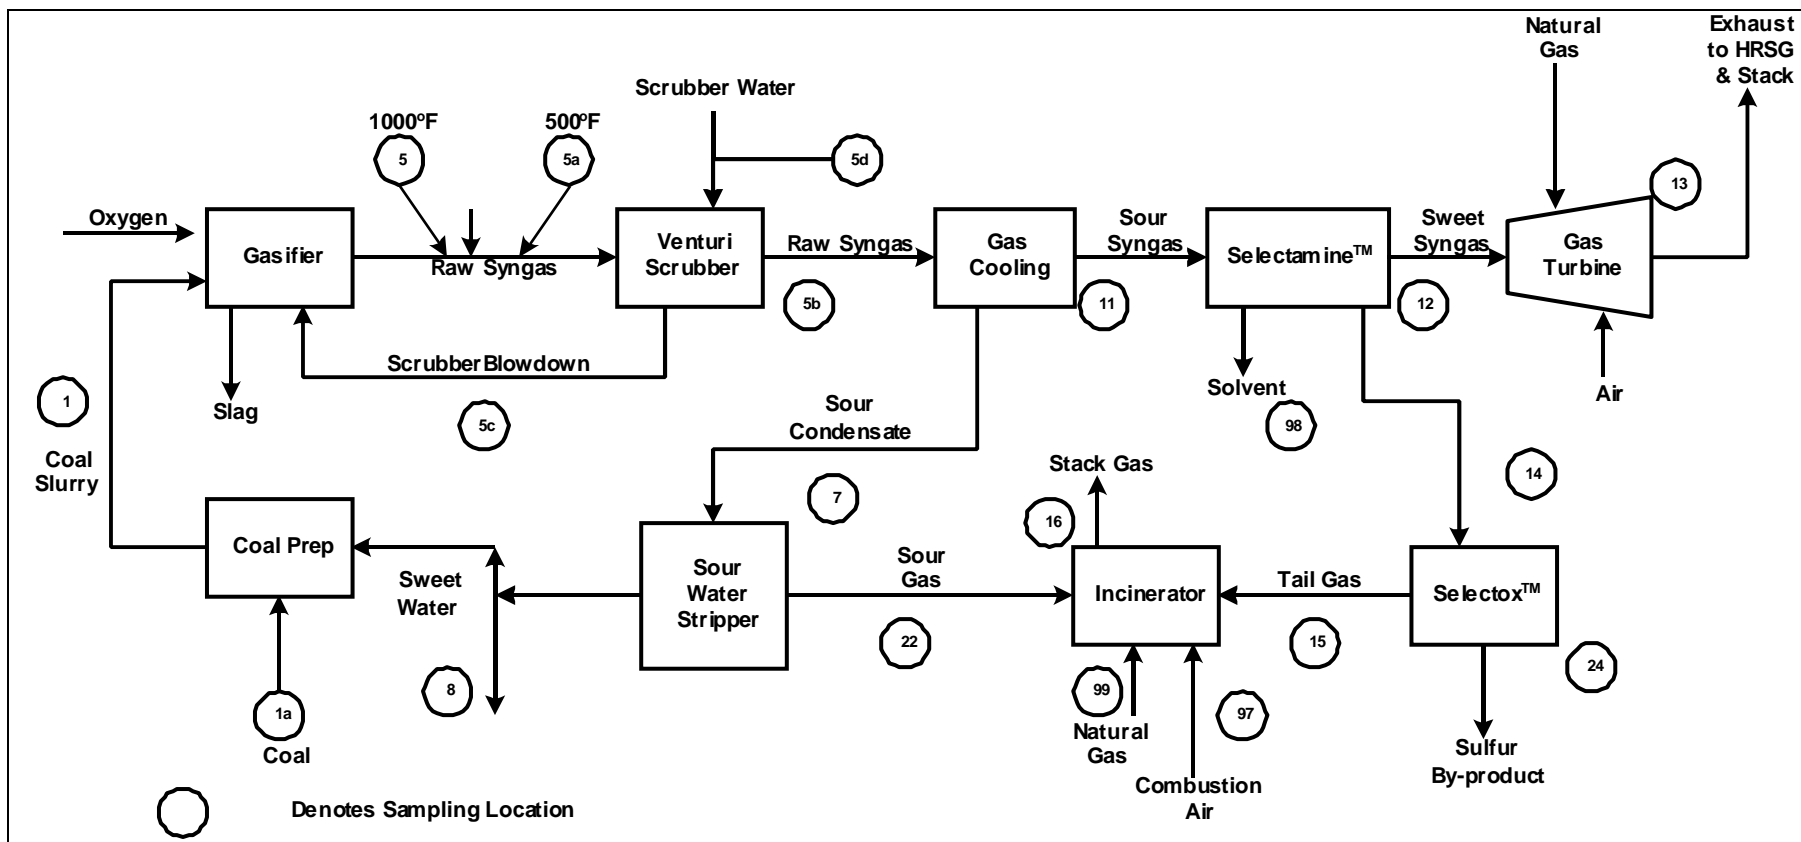 Natural
Gas
Exhaust
to HRSG
& Stack
Scrubber Water
1000ºF
500ºF
5
5a
5d
13
Oxygen
Gasifier
Raw Syngas
Venturi
Scrubber
Raw Syngas
Gas
Cooling
Sour
Syngas
Selectamine™
Sweet
Syngas
Gas
Turbine
5b
11
12
Scrubber Blowdown
Slag
Solvent
Air
1
5c
Sour
Condensate
98
Coal
Slurry
Stack Gas
14
7
16
Coal Prep
Sweet
Water
Sour
Water
Stripper
Sour
Gas
Incinerator
Tail Gas
Selectox™
22
15
24
8
99
97
1a
Coal
Natural
Gas
Sulfur
By-product
Combustion
Air
Denotes Sampling Location